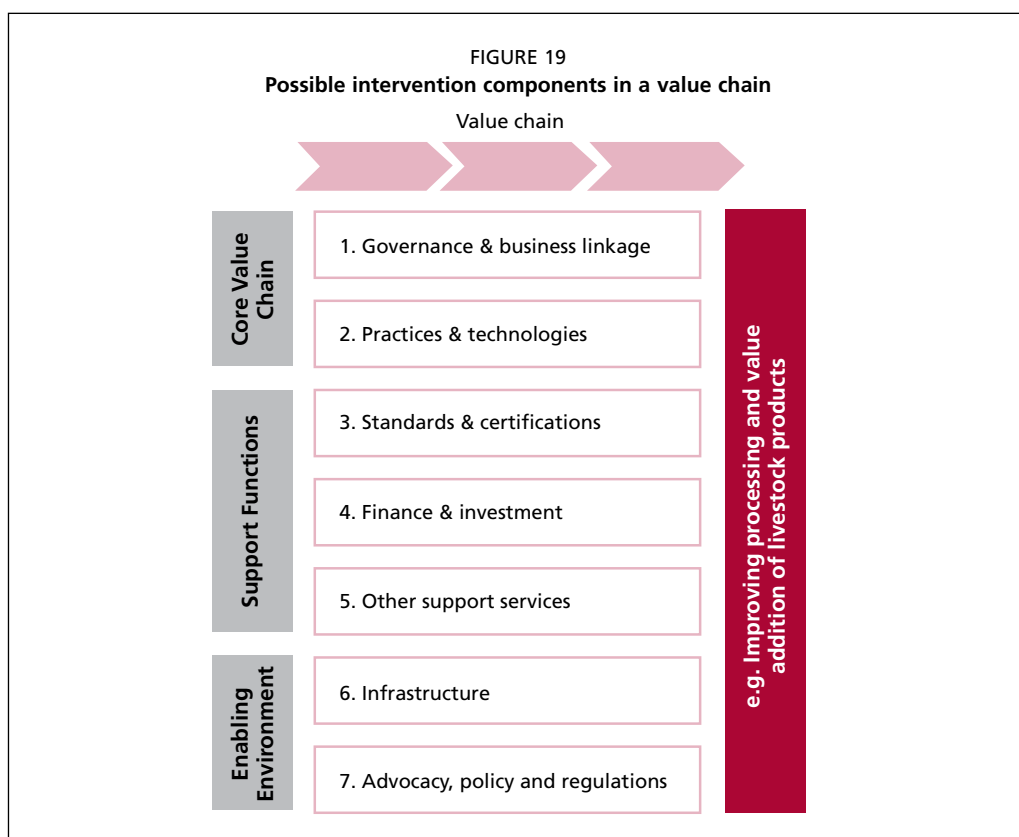 FIGURE 19
Possible intervention components in a value chain
Value chain
Core Value
Chain
1. Governance & business linkage
2. Practices & technologies
Support Functions
3. Standards & certifications
4. Finance & investment
5. Other support services
Enabling
Environment
6. Infrastructure
7. Advocacy, policy and regulations
e.g. Improving processing and value
addition of livestock products